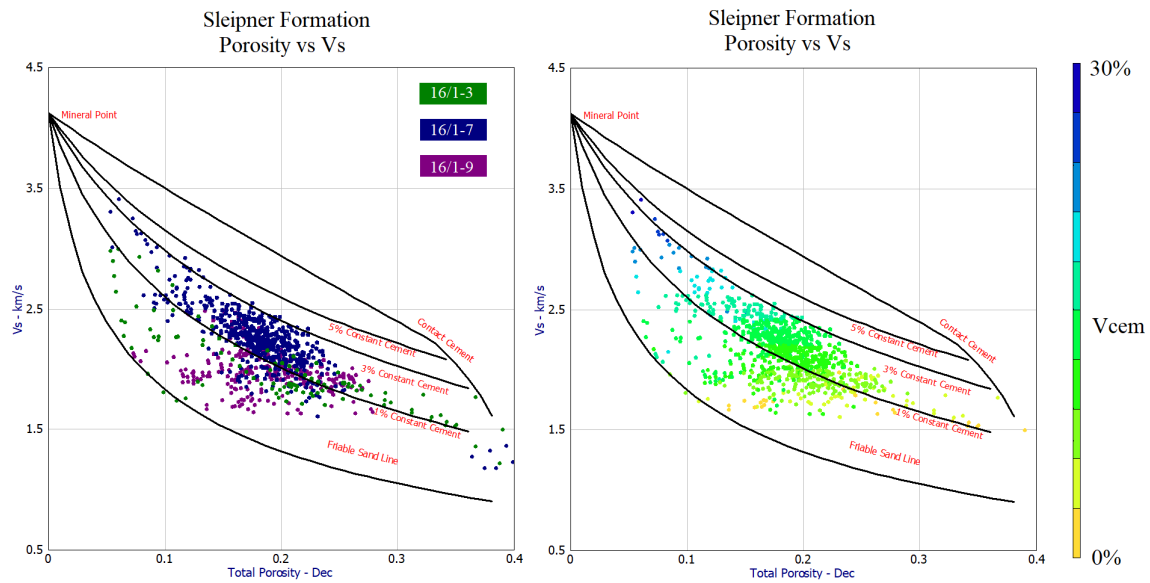 Sleipner Formation
Porosity vs Vs
4.5
3.5
2.5
1.5
0.5
Vs - km/s
Mineral Point
16/1-3
16/1-7
16/1-9
Contact Cement
5% Constant Cement
3% Constant Cement
1% Constant Cement
Friable Sand Line
0
0.1
0.2
0.3
0.4
Total Porosity - Dec
Sleipner Formation
Porosity vs Vs
4.5
3.5
2.5
1.5
0.5
Vs - km/s
Mineral Point
Contact Cement
5% Constant Cement
3% Constant Cement
1% Constant Cement
Friable Sand Line
0
0.1
0.2
0.3
0.4
Total Porosity - Dec
30%
Vcem
0%